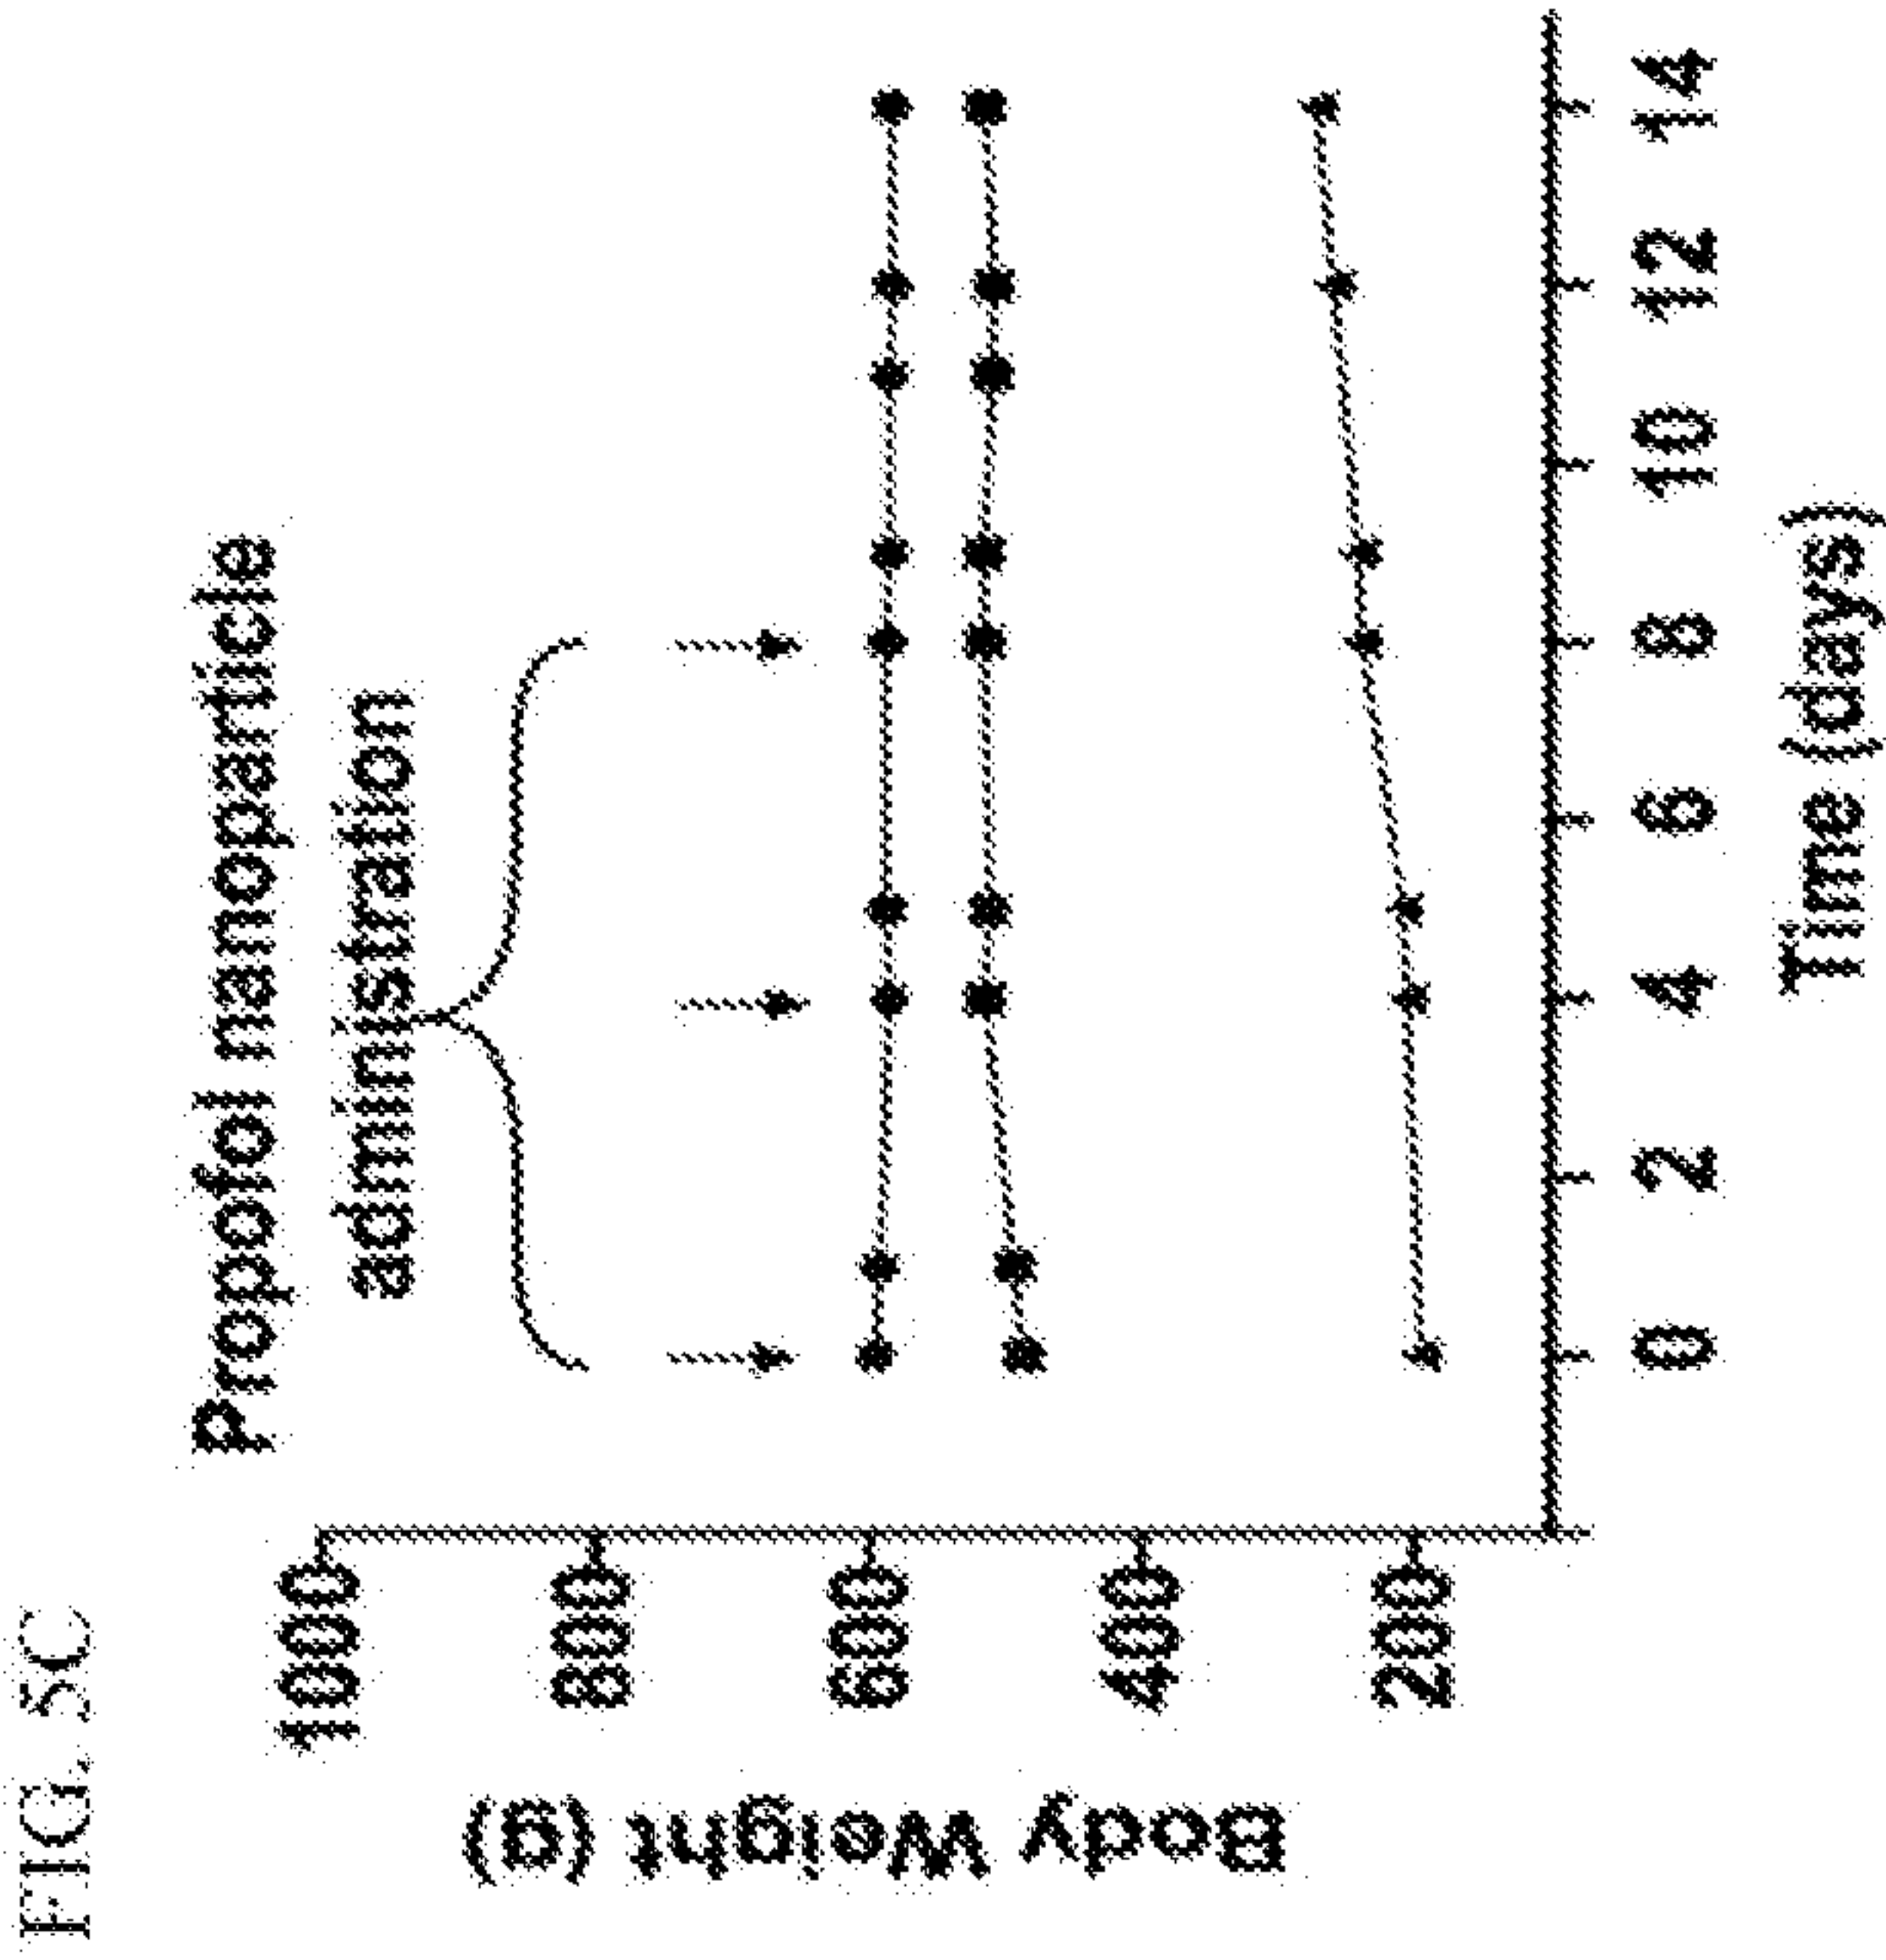 FIG. 5C
Propofol nanoparticle
administration
Body Weight (g)
1000
800
600
400
200
0 2 4 6 8 10 12 14
Time (days)